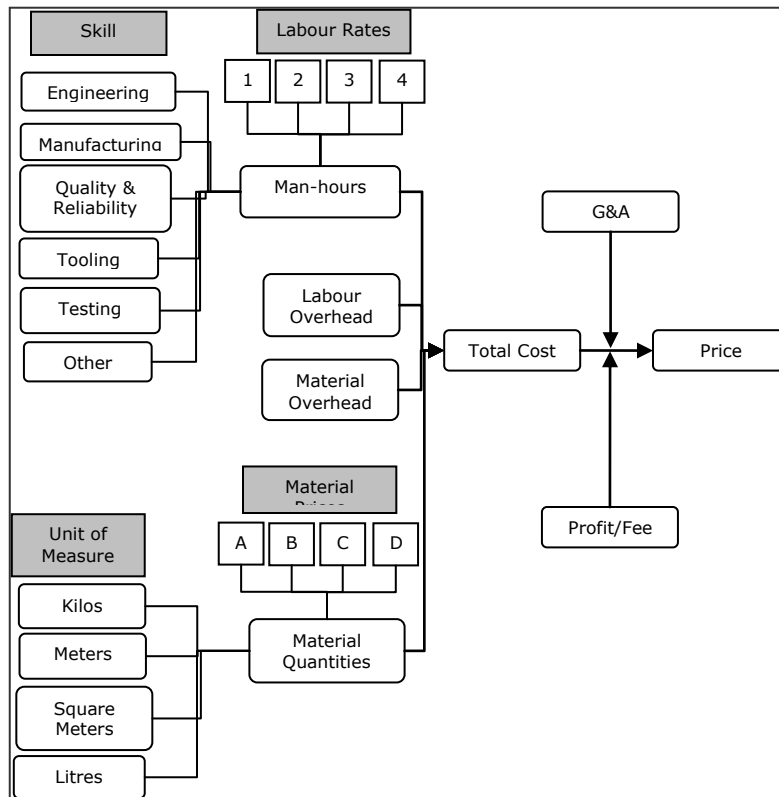 Skill
Labour Rates
1
2
3
4
Engineering
Manufacturing
Quality &
Reliability
Tooling
Testing
Other
Man-hours
Labour
Overhead
Material
Overhead
G&A
Total Cost
Price
Profit/Fee
Material
Prices
A
B
C
D
Unit of
Measure
Kilos
Meters
Square
Meters
Litres
Material
Quantities